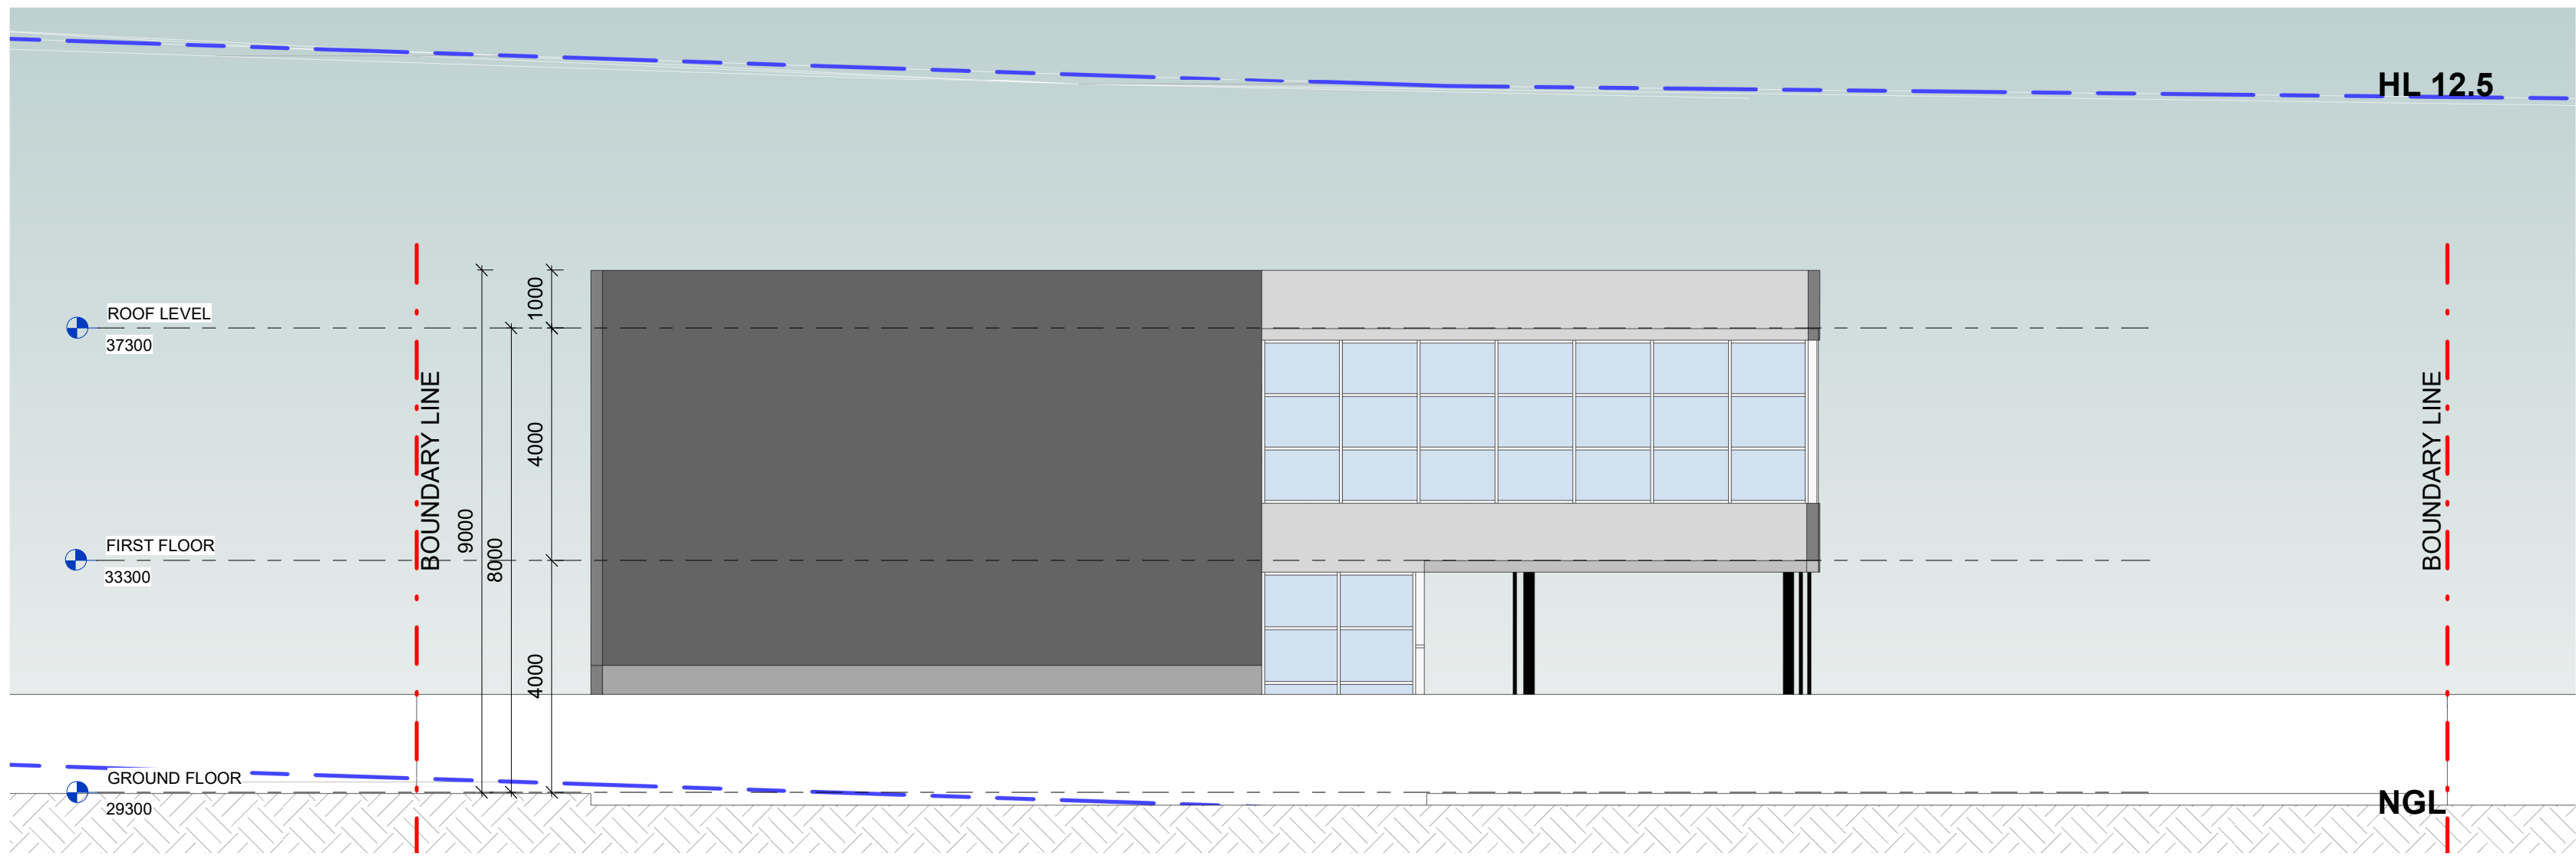 HL 12.5
ROOF LEVEL
37300
1000
BOUNDARY LINE
BOUNDARY LINE
4000
9000
8000
FIRST FLOOR
33300
4000
GROUND FLOOR
29300
NGL